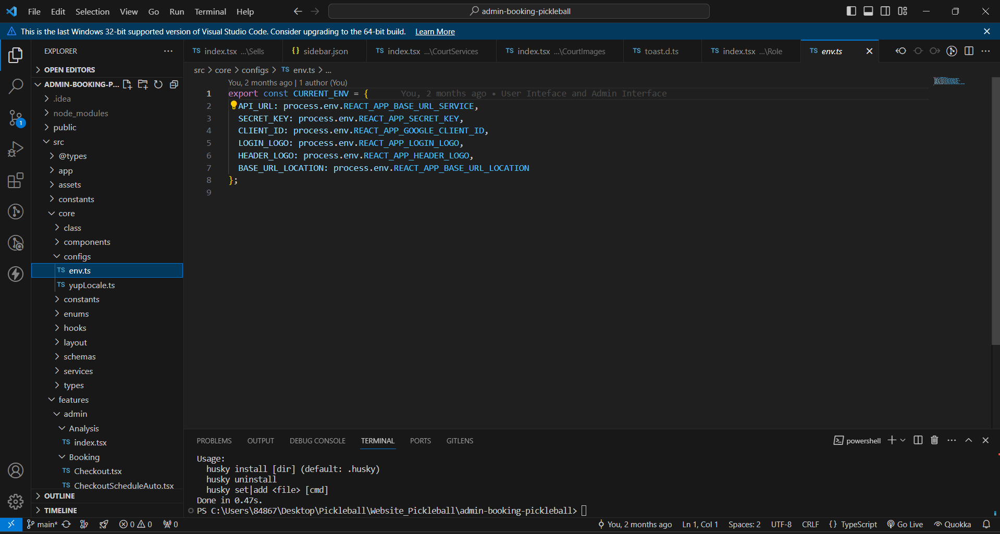 File Edit Selection View Go Run Terminal Help
admin-booking-pickleball
This is the last Windows 32-bit supported version of Visual Studio Code. Consider upgrading to the 64-bit build. Learn More
EXPLORER
OPEN EDITORS
ADMIN-BOOKING-P...
.idea
node_modules
public
src
@types
app
assets
constants
core
class
components
configs
TS env.ts
TS yupLocale.ts
constants
enums
hooks
layout
schemas
services
types
features
admin
Analysis
TS index.tsx
Booking
TS Checkout.tsx
TS CheckoutScheduleAuto.tsx
OUTLINE
TIMELINE
1
TS index.tsx ...\Sells
{} sidebar.json
TS index.tsx ...\CourtServices
TS index.tsx ...\CourtImages
TS toast.d.ts
TS index.tsx ...\Role
TS env.ts
src > core > configs > TS env.ts > ...
You, 2 months ago | 1 author (You)
1 export const CURRENT_ENV = { You, 2 months ago • User Inteface and Admin Interface
2 API_URL: process.env.REACT_APP_BASE_URL_SERVICE,
3 SECRET_KEY: process.env.REACT_APP_SECRET_KEY,
4 CLIENT_ID: process.env.REACT_APP_GOOGLE_CLIENT_ID,
5 LOGIN_LOGO: process.env.REACT_APP_LOGIN_LOGO,
6 HEADER_LOGO: process.env.REACT_APP_HEADER_LOGO,
7 BASE_URL_LOCATION: process.env.REACT_APP_BASE_URL_LOCATION
8 };
9
PROBLEMS OUTPUT DEBUG CONSOLE TERMINAL PORTS GITLENS
powershell
Usage:
husky install [dir] (default: .husky)
husky uninstall
husky set|add <file> [cmd]
Done in 0.47s.
PS C:\Users\84867\Desktop\Pickleball\Website_Pickleball\admin-booking-pickleball>
main* 0 0 0
You, 2 months ago Ln 1, Col 1 Spaces: 2 UTF-8 CRLF {} TypeScript Go Live Quokka